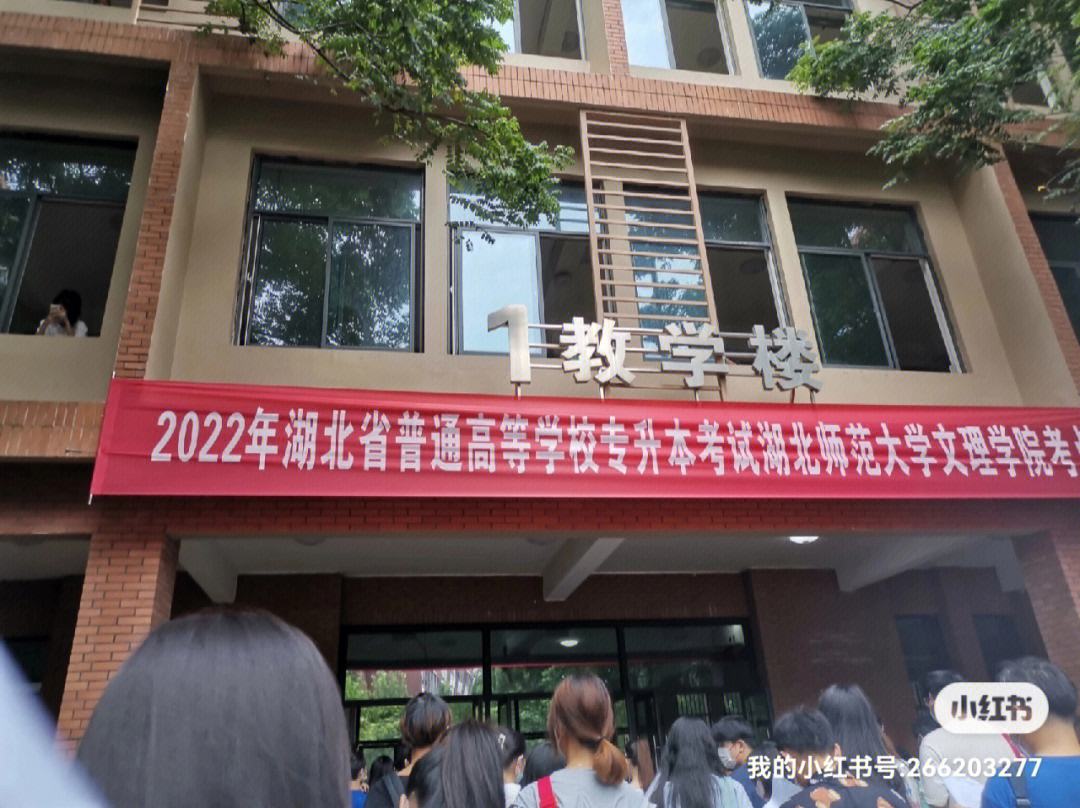 1教学楼
2022年湖北省普通高等学校专升本考试湖北师范大学文理学院考
小红书
我的小红书号:266203277